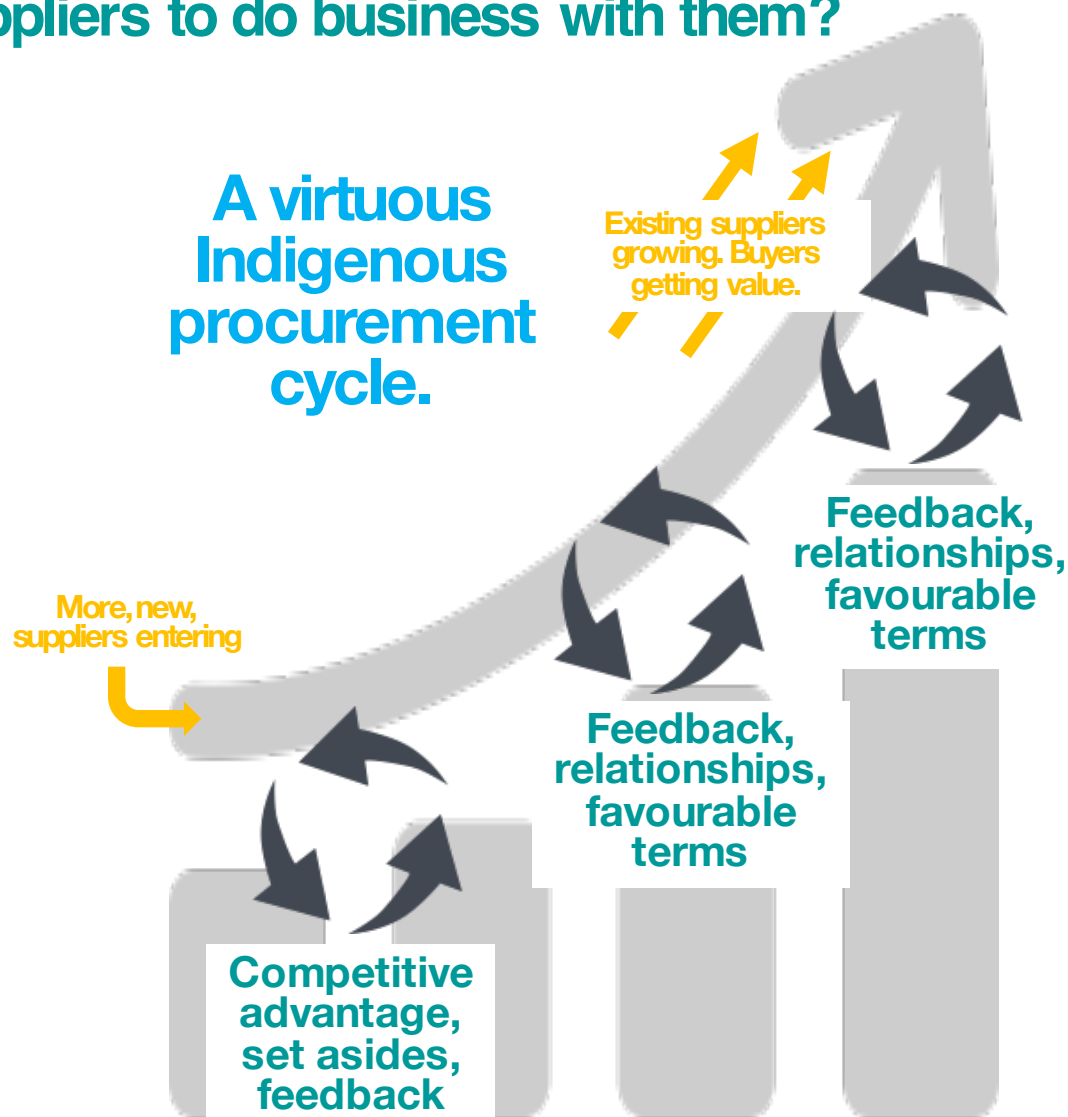 ppliers to do business with them?
A virtuous
Indigenous
procurement
cycle.
Existing suppliers
growing. Buyers
getting value.
Feedback,
relationships,
favourable
terms
More, new,
suppliers entering
Feedback,
relationships,
favourable
terms
Competitive
advantage,
set asides,
feedback